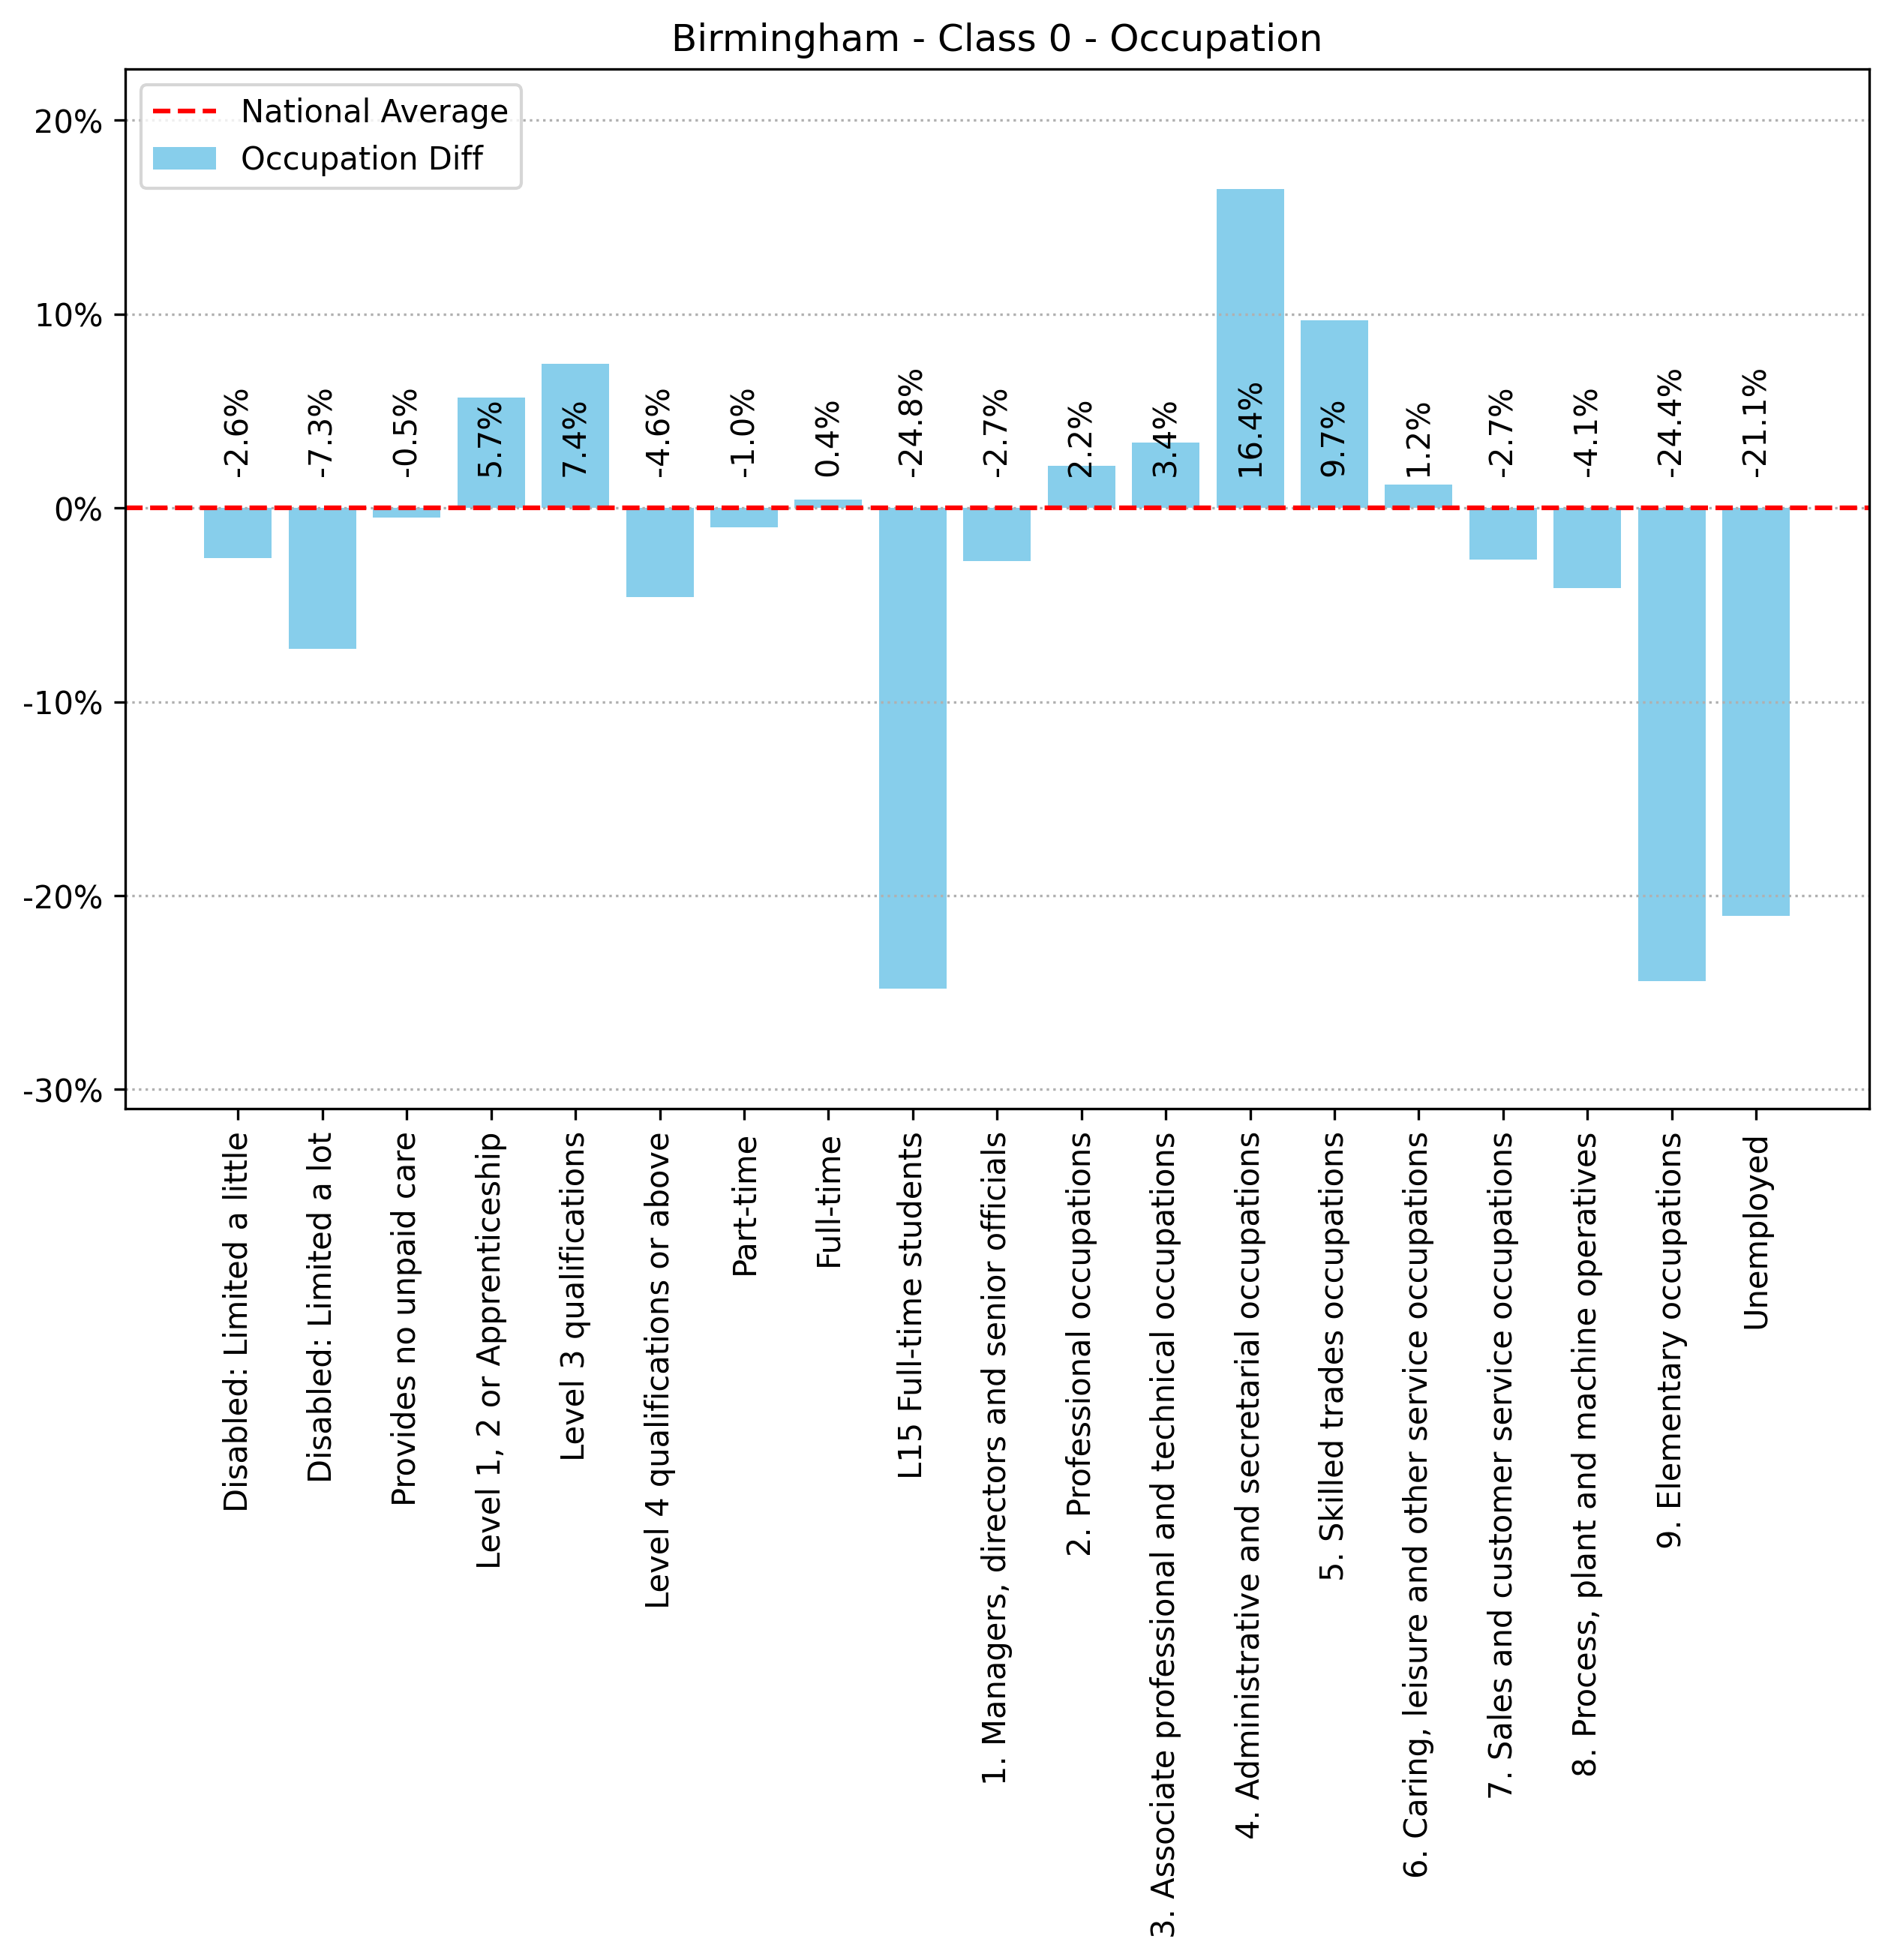 Birmingham - Class 0 - Occupation
National Average
Occupation Diff
20%
10%
0%
-10%
-20%
-30%
-2.6%
-7.3%
-0.5%
5.7%
7.4%
-4.6%
-1.0%
0.4%
-24.8%
-2.7%
2.2%
3.4%
16.4%
9.7%
1.2%
-2.7%
-4.1%
-24.4%
-21.1%
Disabled: Limited a little
Disabled: Limited a lot
Provides no unpaid care
Level 1, 2 or Apprenticeship
Level 3 qualifications
Level 4 qualifications or above
Part-time
Full-time
L15 Full-time students
1. Managers, directors and senior officials
2. Professional occupations
3. Associate professional and technical occupations
4. Administrative and secretarial occupations
5. Skilled trades occupations
6. Caring, leisure and other service occupations
7. Sales and customer service occupations
8. Process, plant and machine operatives
9. Elementary occupations
Unemployed